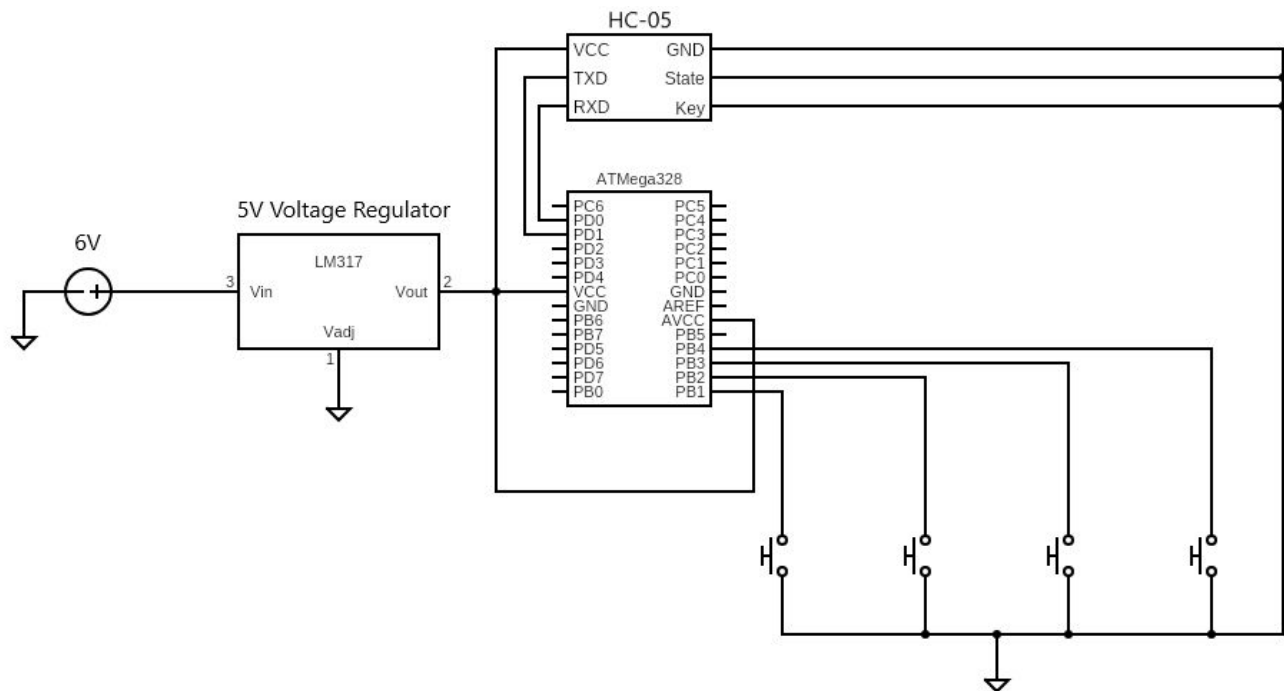 HC-05
VCC GND
TXD State
RXD Key
ATMega328
PC6 PC5
PD0 PC4
PD1 PC3
PD2 PC2
PD3 PC1
PD4 PC0
VCC GND
GND AREF
PB6 AVCC
PB7 PB5
PD5 PB4
PD6 PB3
PD7 PB2
PB0 PB1
5V Voltage Regulator
6V
LM317
3 Vin Vout 2
Vadj
1